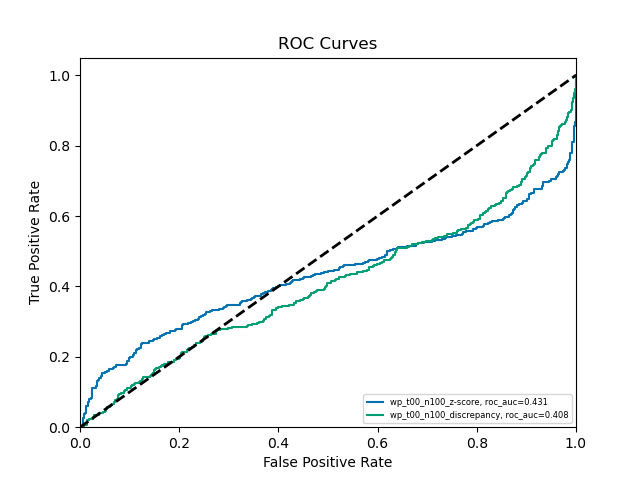 ROC Curves
True Positive Rate
1.0
0.8
0.6
0.4
0.2
0.0
0.0 0.2 0.4 0.6 0.8 1.0
False Positive Rate
wp_t00_n100_z-score, roc_auc=0.431
wp_t00_n100_discrepancy, roc_auc=0.408